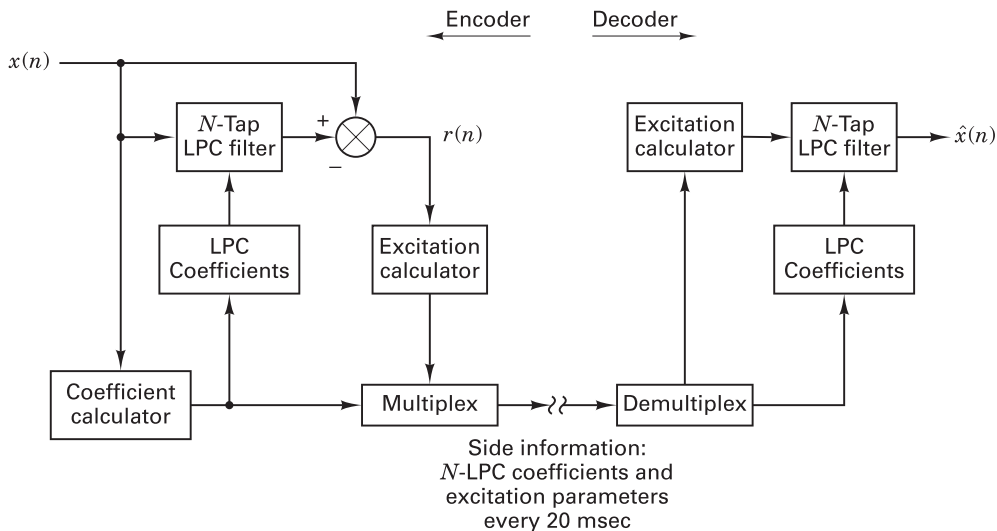 Encoder
Decoder
x(n)
N-Tap
LPC filter
+
−
r(n)
Excitation
calculator
N-Tap
LPC filter
x̂(n)
LPC
Coefficients
Excitation
calculator
LPC
Coefficients
Coefficient
calculator
Multiplex
Demultiplex
Side information:
N-LPC coefficients and
excitation parameters
every 20 msec